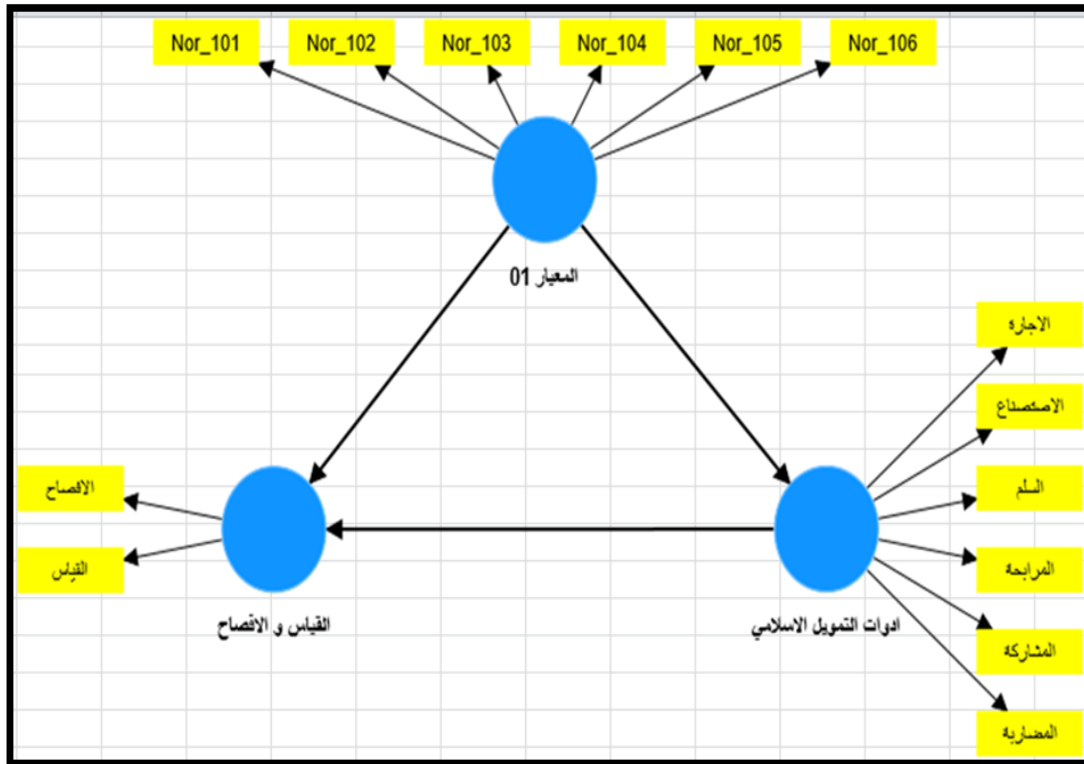 Nor_101
Nor_102
Nor_103
Nor_104
Nor_105
Nor_106
المعيار 01
الاجارة
الاستصناع
السلم
المرابحة
المشاركة
المضاربة
ادوات التمويل الاسلامي
الافصاح
القياس
القياس و الافصاح